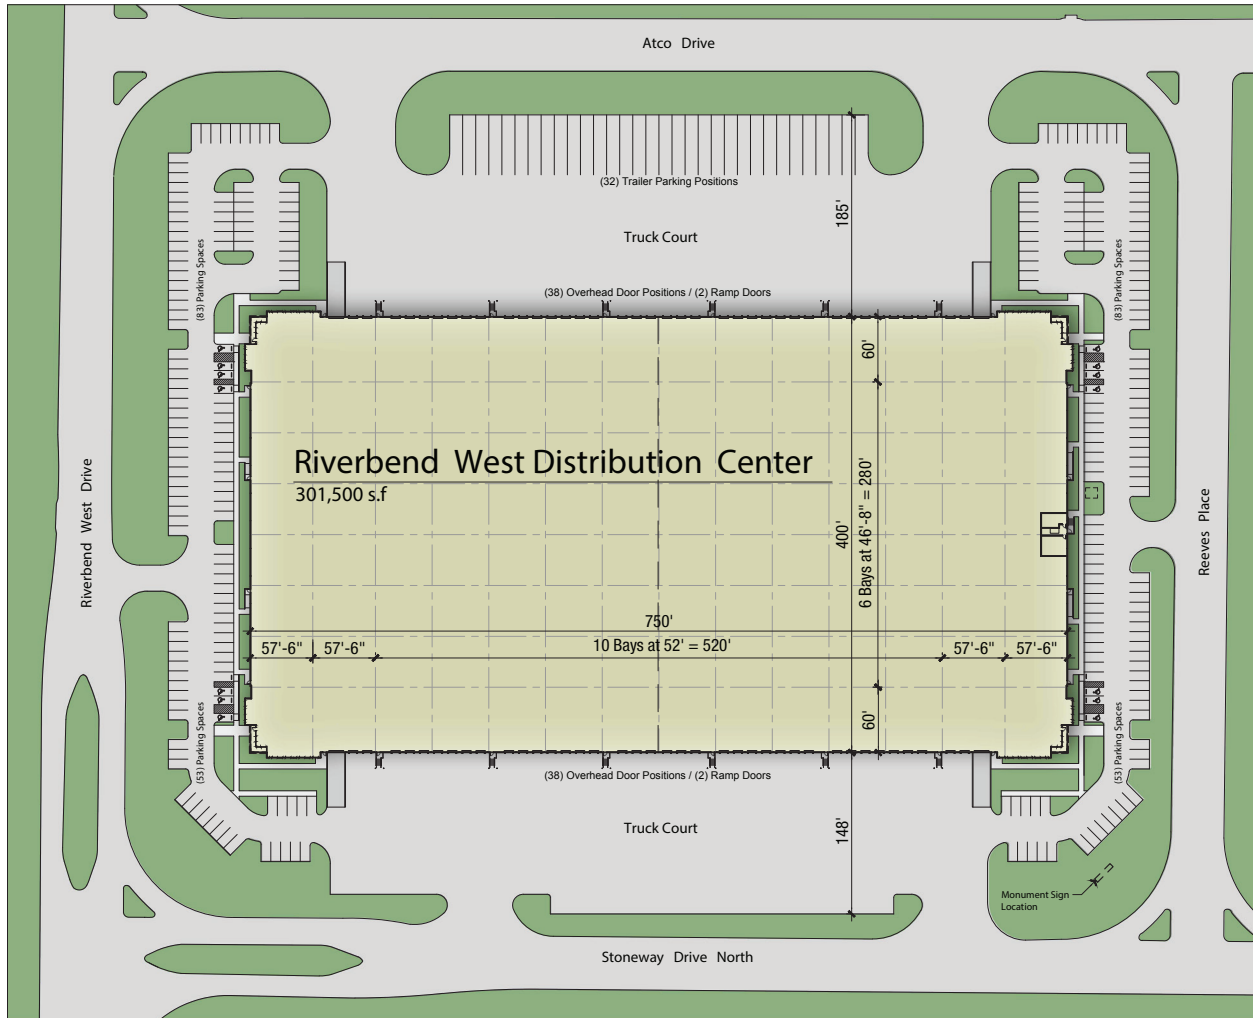 Atco Drive
(32) Trailer Parking Positions
185'
Truck Court
(83) Parking Spaces
(83) Parking Spaces
(38) Overhead Door Positions / (2) Ramp Doors
60'
Riverbend West Distribution Center
301,500 s.f
400'
6 Bays at 46'-8" = 280'
Riverbend West Drive
Reeves Place
750'
57'-6"
57'-6"
10 Bays at 52' = 520'
57'-6"
57'-6"
60'
(53) Parking Spaces
(53) Parking Spaces
(38) Overhead Door Positions / (2) Ramp Doors
Truck Court
148'
Monument Sign
Location
Stoneway Drive North